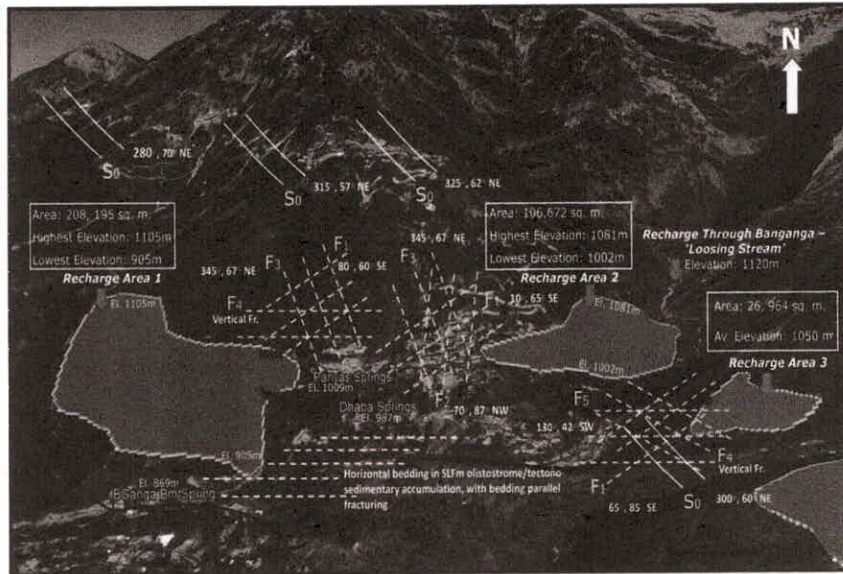 N
280 , 70° NE
S0
315 , 57° NE
S0
325 , 62° NE
S0
Area: 208, 195 sq. m.
Highest Elevation: 1105m
Lowest Elevation: 905m
Recharge Area 1
Area: 106,672 sq. m.
Highest Elevation: 1081m
Lowest Elevation: 1002m
Recharge Area 2
Recharge Through Banganga –
'Loosing Stream'
Elevation: 1120m
Area: 26, 964 sq. m.
Av. Elevation: 1050 m
Recharge Area 3
F3
F1
345, 67 NE
80, 60 SE
F4
Vertical Fr.
345, 67 NE
F3
10, 65 SE
El. 1105m
El. 1081m
El. 1002m
El. 1009m
Dhaba Springs
El. 987m
70 , 87 NW
130, 42 SW
F5
F4
Vertical Fr.
F1
65 , 85 SE
S0
300 , 60 NE
El. 905m
El. 869m
Horizontal bedding in SLFm olistostrome/tectono
sedimentary accumulation, with bedding parallel
fracturing